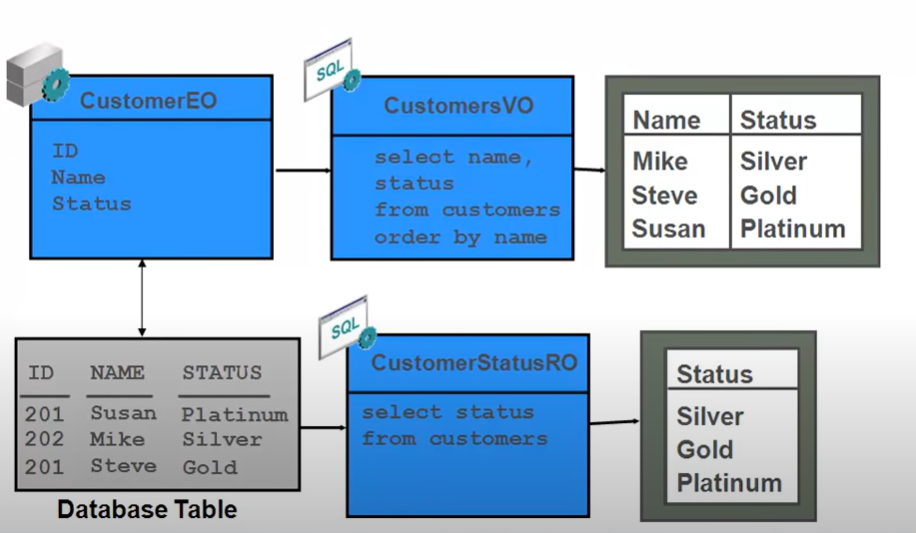 SQL
SQL
CustomerEO
ID
Name
Status
CustomersVO
select name,
status
from customers
order by name
Name Status
Mike Silver
Steve Gold
Susan Platinum
ID NAME STATUS
201 Susan Platinum
202 Mike Silver
201 Steve Gold
Database Table
CustomerStatusRO
select status
from customers
Status
Silver
Gold
Platinum